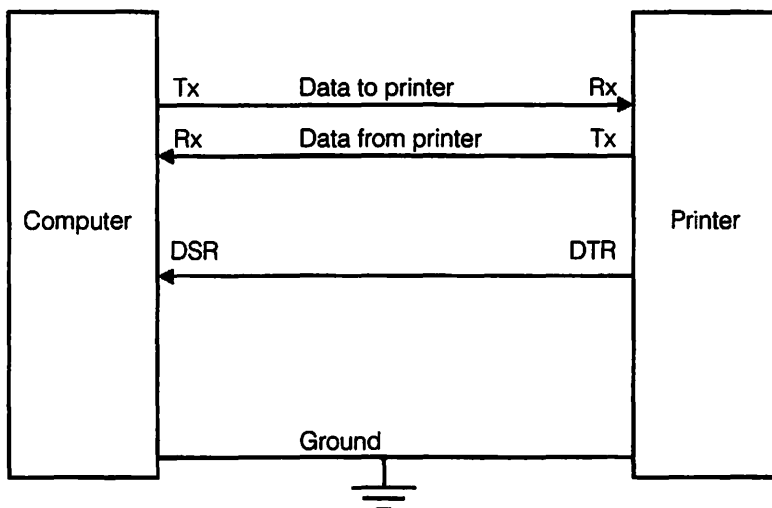 Tx Data to printer Rx
Rx Data from printer Tx
Computer Printer
DSR DTR
Ground